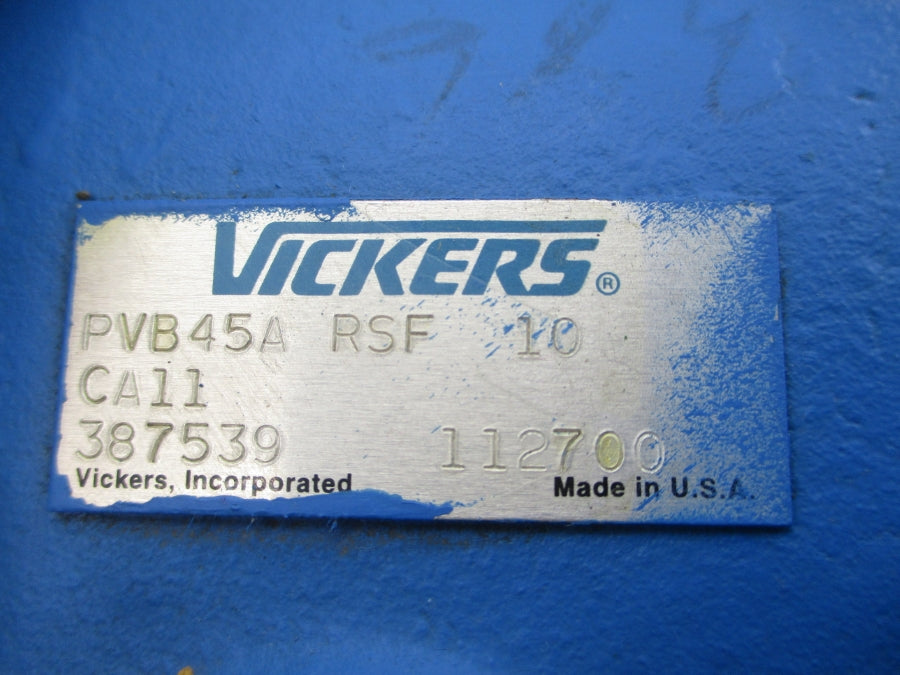 VICKERS®
PVB45A RSF 10
CA11
387539 112700
Vickers, Incorporated Made in U.S.A.